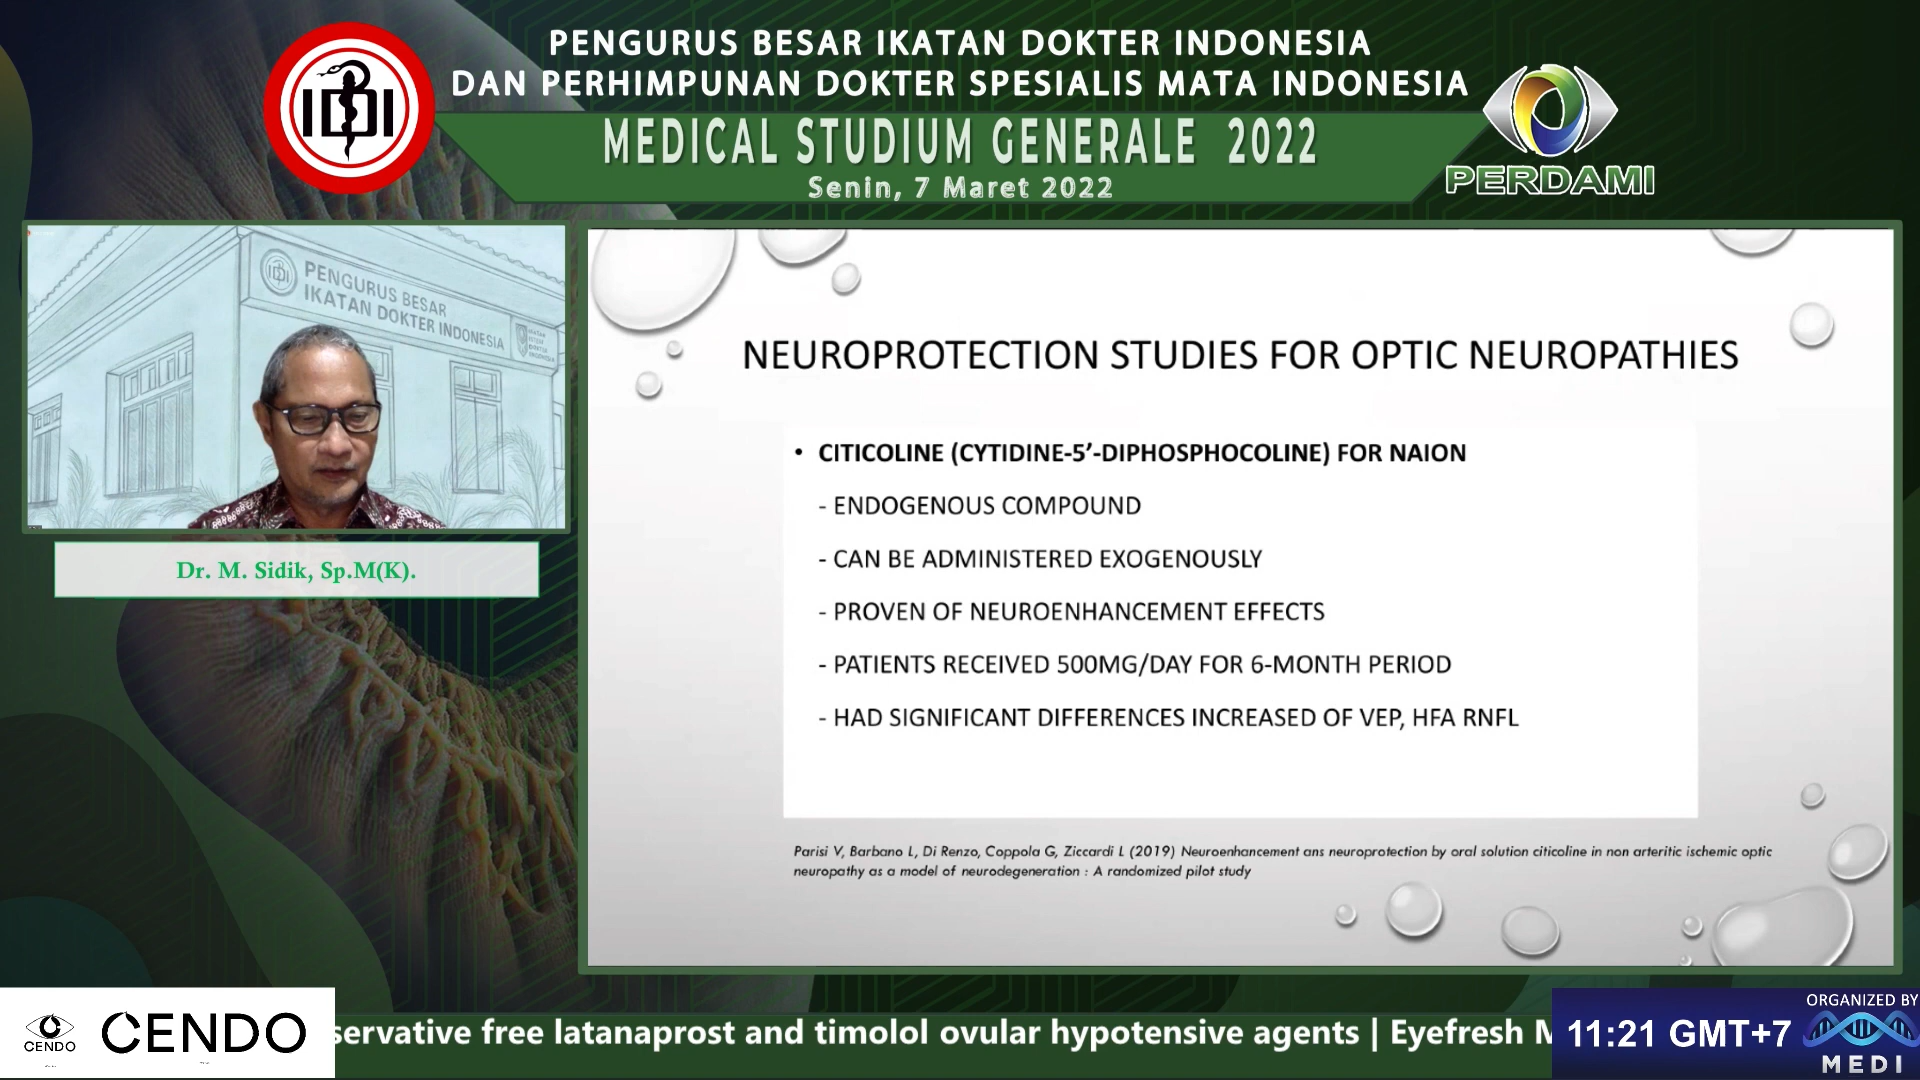 PENGURUS BESAR IKATAN DOKTER INDONESIA
DAN PERHIMPUNAN DOKTER SPESIALIS MATA INDONESIA
MEDICAL STUDIUM GENERALE 2022
Senin, 7 Maret 2022
IDI
PERDAMI
IDI
PENGURUS BESAR
IKATAN DOKTER INDONESIA
Dr. M. Sidik, Sp.M(K).
NEUROPROTECTION STUDIES FOR OPTIC NEUROPATHIES
• CITICOLINE (CYTIDINE-5’-DIPHOSPHOCOLINE) FOR NAION
- ENDOGENOUS COMPOUND
- CAN BE ADMINISTERED EXOGENOUSLY
- PROVEN OF NEUROENHANCEMENT EFFECTS
- PATIENTS RECEIVED 500MG/DAY FOR 6-MONTH PERIOD
- HAD SIGNIFICANT DIFFERENCES INCREASED OF VEP, HFA RNFL
Parisi V, Barbano L, Di Renzo, Coppola G, Ziccardi L (2019) Neuroenhancement ans neuroprotection by oral solution citicoline in non arteritic ischemic optic
neuropathy as a model of neurodegeneration : A randomized pilot study
CENDO
CENDO
servative free latanaprost and timolol ovular hypotensive agents | Eyefresh M
11:21 GMT+7
ORGANIZED BY
MEDI